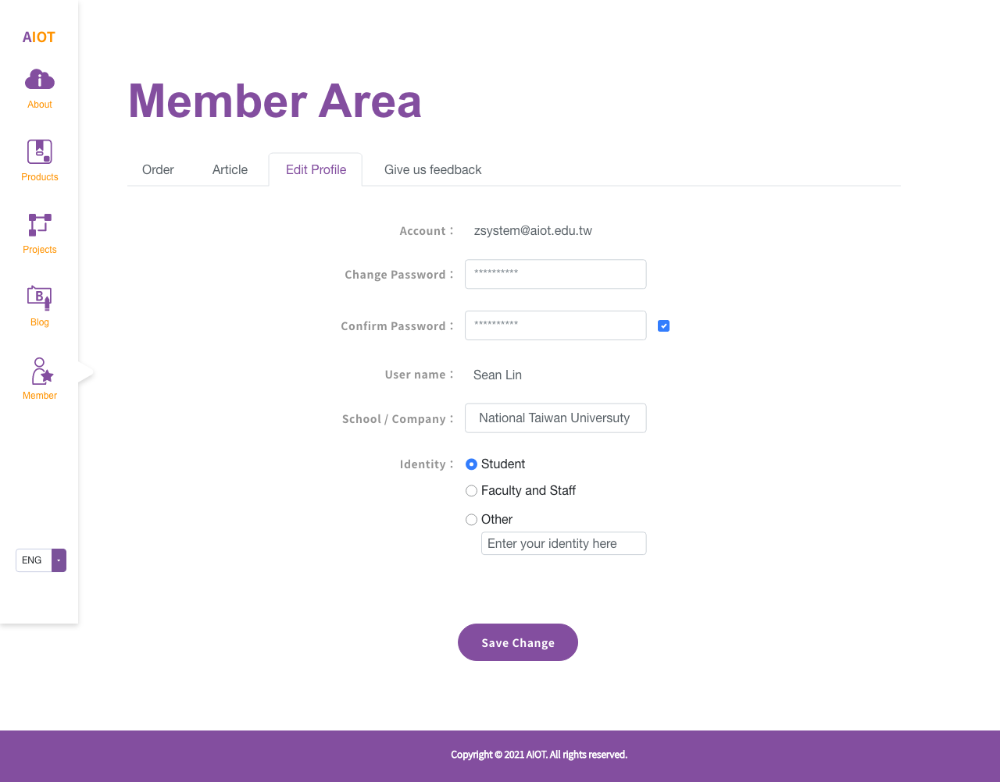 AIOT
About
Products
Projects
B
Blog
Member
ENG
Member Area
Order
Article
Edit Profile
Give us feedback
Account：
zsystem@aiot.edu.tw
Change Password：
**********
Confirm Password：
**********
User name：
Sean Lin
School / Company：
National Taiwan Universuty
Identity：
Student
Faculty and Staff
Other
Enter your identity here
Save Change
Copyright © 2021 AIOT. All rights reserved.